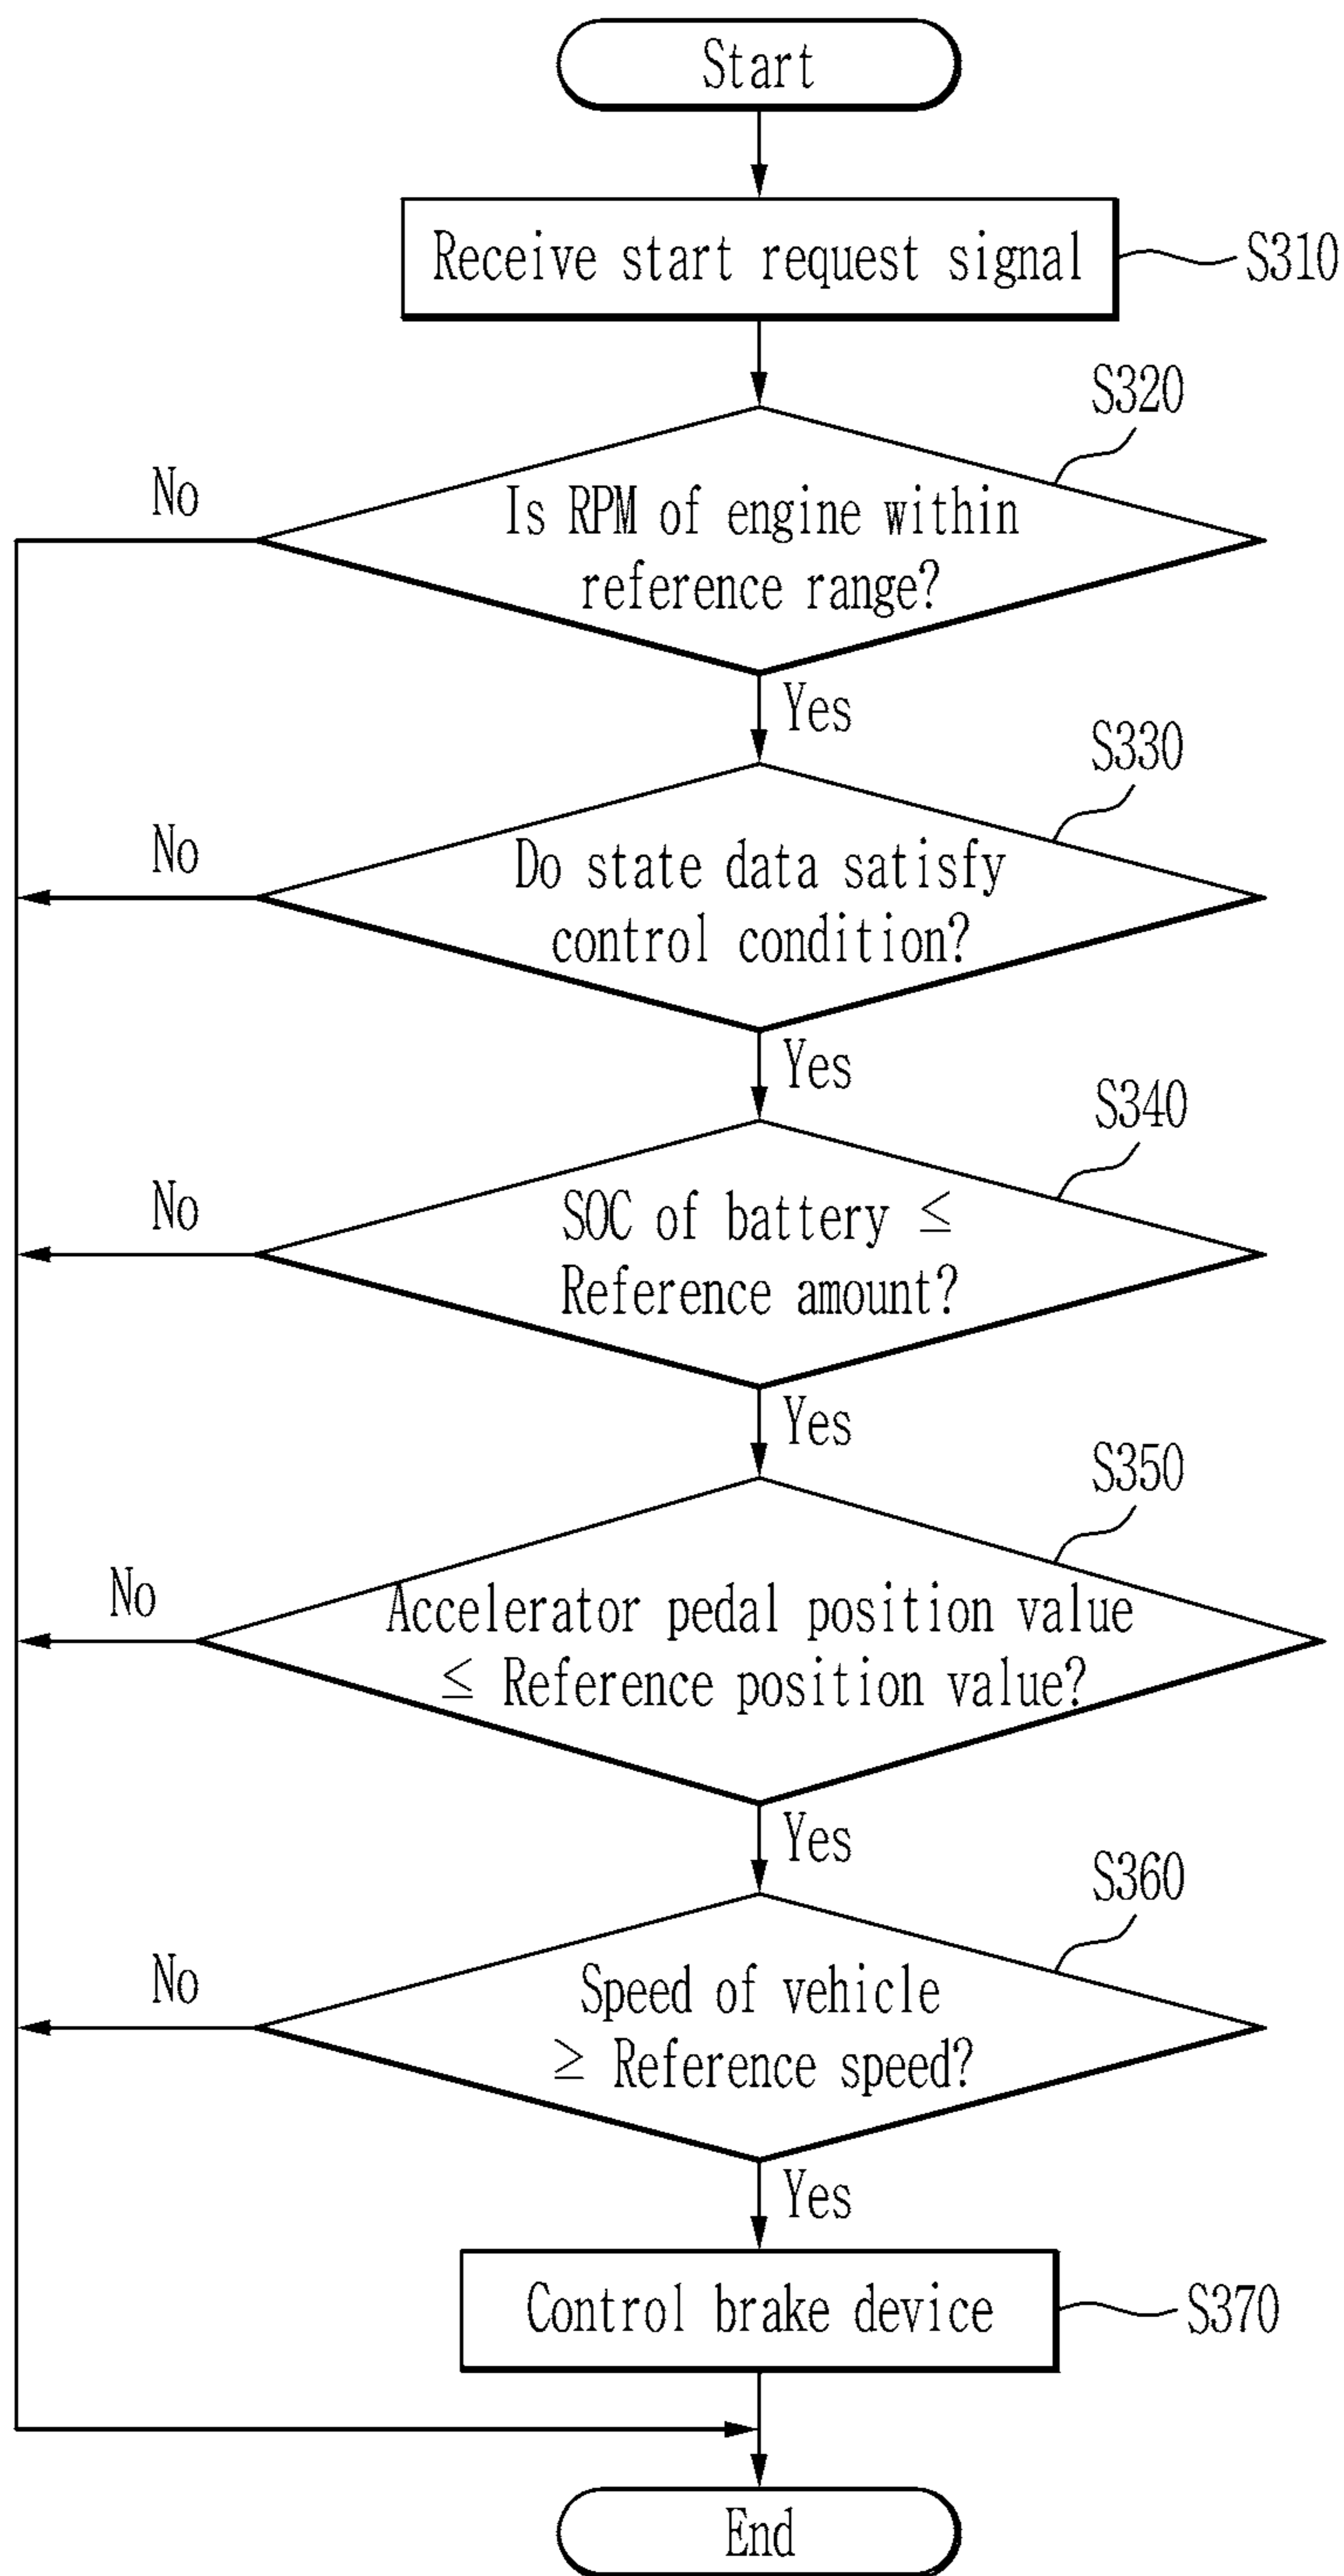 Start
Receive start request signal
S310
S320
No
Is RPM of engine within
reference range?
Yes
S330
No
Do state data satisfy
control condition?
Yes
S340
No
SOC of battery ≤
Reference amount?
Yes
S350
No
Accelerator pedal position value
≤ Reference position value?
Yes
S360
No
Speed of vehicle
≥ Reference speed?
Yes
Control brake device
S370
End